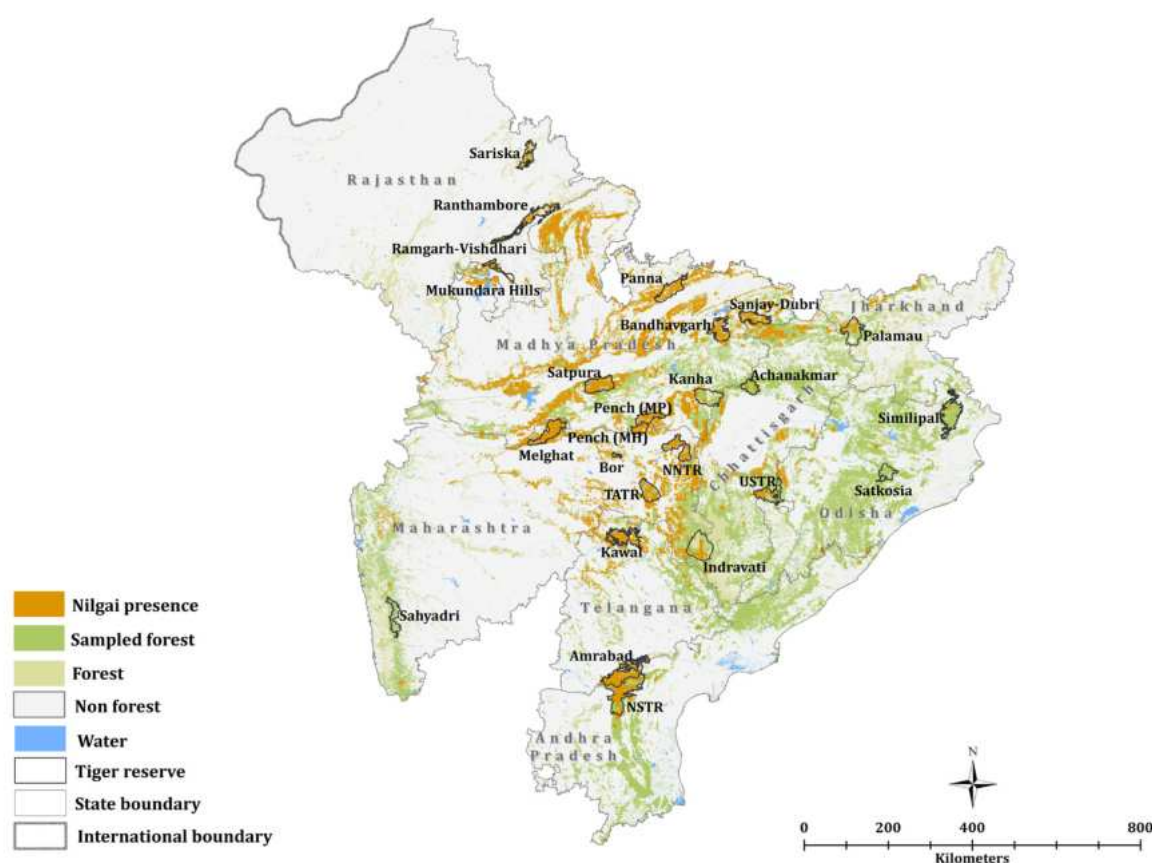 Sariska
Rajasthan
Ranthambore
Ramgarh-Vishdhari
Mukundara Hills
Panna
Sanjay-Dubri
Jharkhand
Bandhavgarh
Palamau
Madhya Pradesh
Satpura
Kanha
Achanakmar
Pench (MP)
Similipal
Pench (MH)
Melghat
Chhattisgarh
Bor
NNTR
TATR
USTR
Satkosia
Odisha
Maharashtra
Kawal
Indravati
Telangana
Sahyadri
Amrabad
NSTR
Andhra
Pradesh
Nilgai presence
Sampled forest
Forest
Non forest
Water
Tiger reserve
State boundary
International boundary
N
0 200 400 800
Kilometers